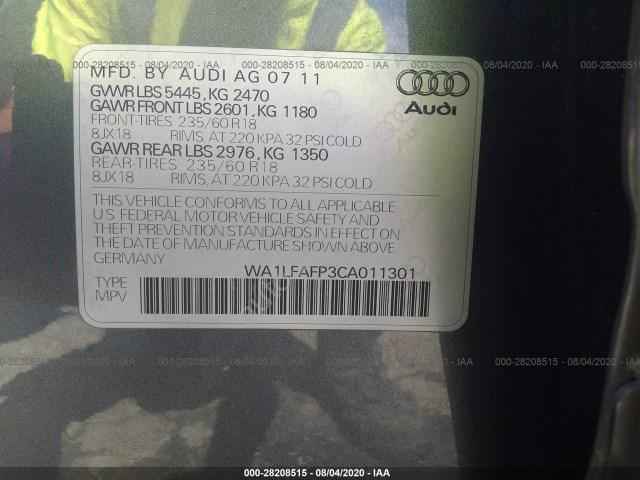 MFD. BY AUDI AG 07 11
GVWR LBS 5445, KG 2470
GAWR FRONT LBS 2601, KG 1180
FRONT-TIRES 235/60 R18
8JX18 RIMS, AT 220 KPA 32 PSI COLD
GAWR REAR LBS 2976, KG 1350
REAR-TIRES 235/60 R18
8JX18 RIMS, AT 220 KPA 32 PSI COLD
Audi
THIS VEHICLE CONFORMS TO ALL APPLICABLE
U.S. FEDERAL MOTOR VEHICLE SAFETY AND
THEFT PREVENTION STANDARDS IN EFFECT ON
THE DATE OF MANUFACTURE SHOWN ABOVE
GERMANY
WA1LFAFP3CA011301
TYPE
MPV
000-28208515 - 08/04/2020 - IAA
000-28208515 - 08/04/2020 - IAA